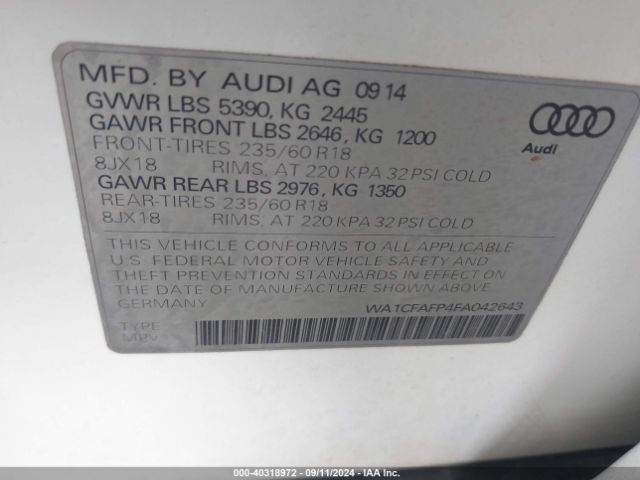 MFD. BY AUDI AG 09 14
GVWR LBS 5390, KG 2445
GAWR FRONT LBS 2646, KG 1200
FRONT-TIRES 235/60 R18
8JX18 RIMS, AT 220 KPA 32 PSI COLD
GAWR REAR LBS 2976, KG 1350
REAR-TIRES 235/60 R18
8JX18 RIMS, AT 220 KPA 32 PSI COLD
Audi
THIS VEHICLE CONFORMS TO ALL APPLICABLE
U.S. FEDERAL MOTOR VEHICLE SAFETY AND
THEFT PREVENTION STANDARDS IN EFFECT ON
THE DATE OF MANUFACTURE SHOWN ABOVE
GERMANY
WA1CFAFP4FA042643
TYPE
MPV
000-40318972 - 09/11/2024 - IAA Inc.